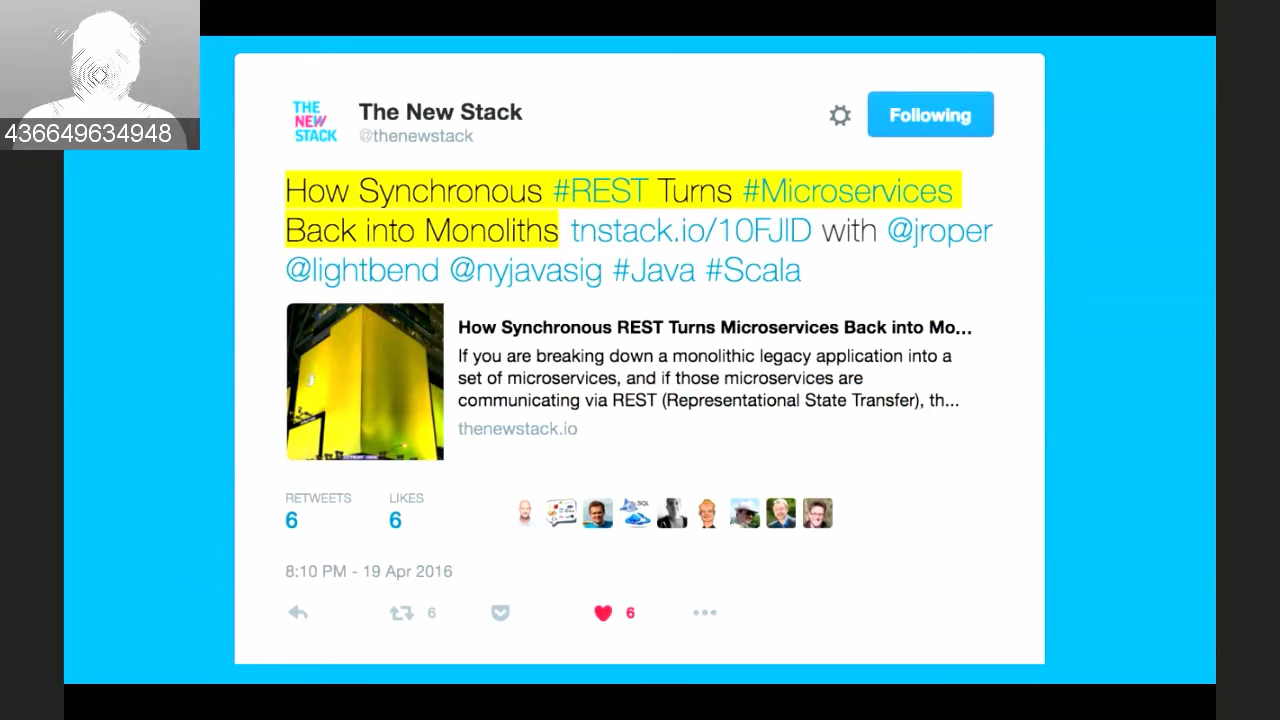 436649634948
THE
NEW
STACK
The New Stack
@thenewstack
Following
How Synchronous #REST Turns #Microservices
Back into Monoliths tnstack.io/10FJlD with @jroper
@lightbend @nyjavasig #Java #Scala
How Synchronous REST Turns Microservices Back into Mo...
If you are breaking down a monolithic legacy application into a
set of microservices, and if those microservices are
communicating via REST (Representational State Transfer), th...
thenewstack.io
RETWEETS LIKES
6 6
SQL
8:10 PM - 19 Apr 2016
6 6